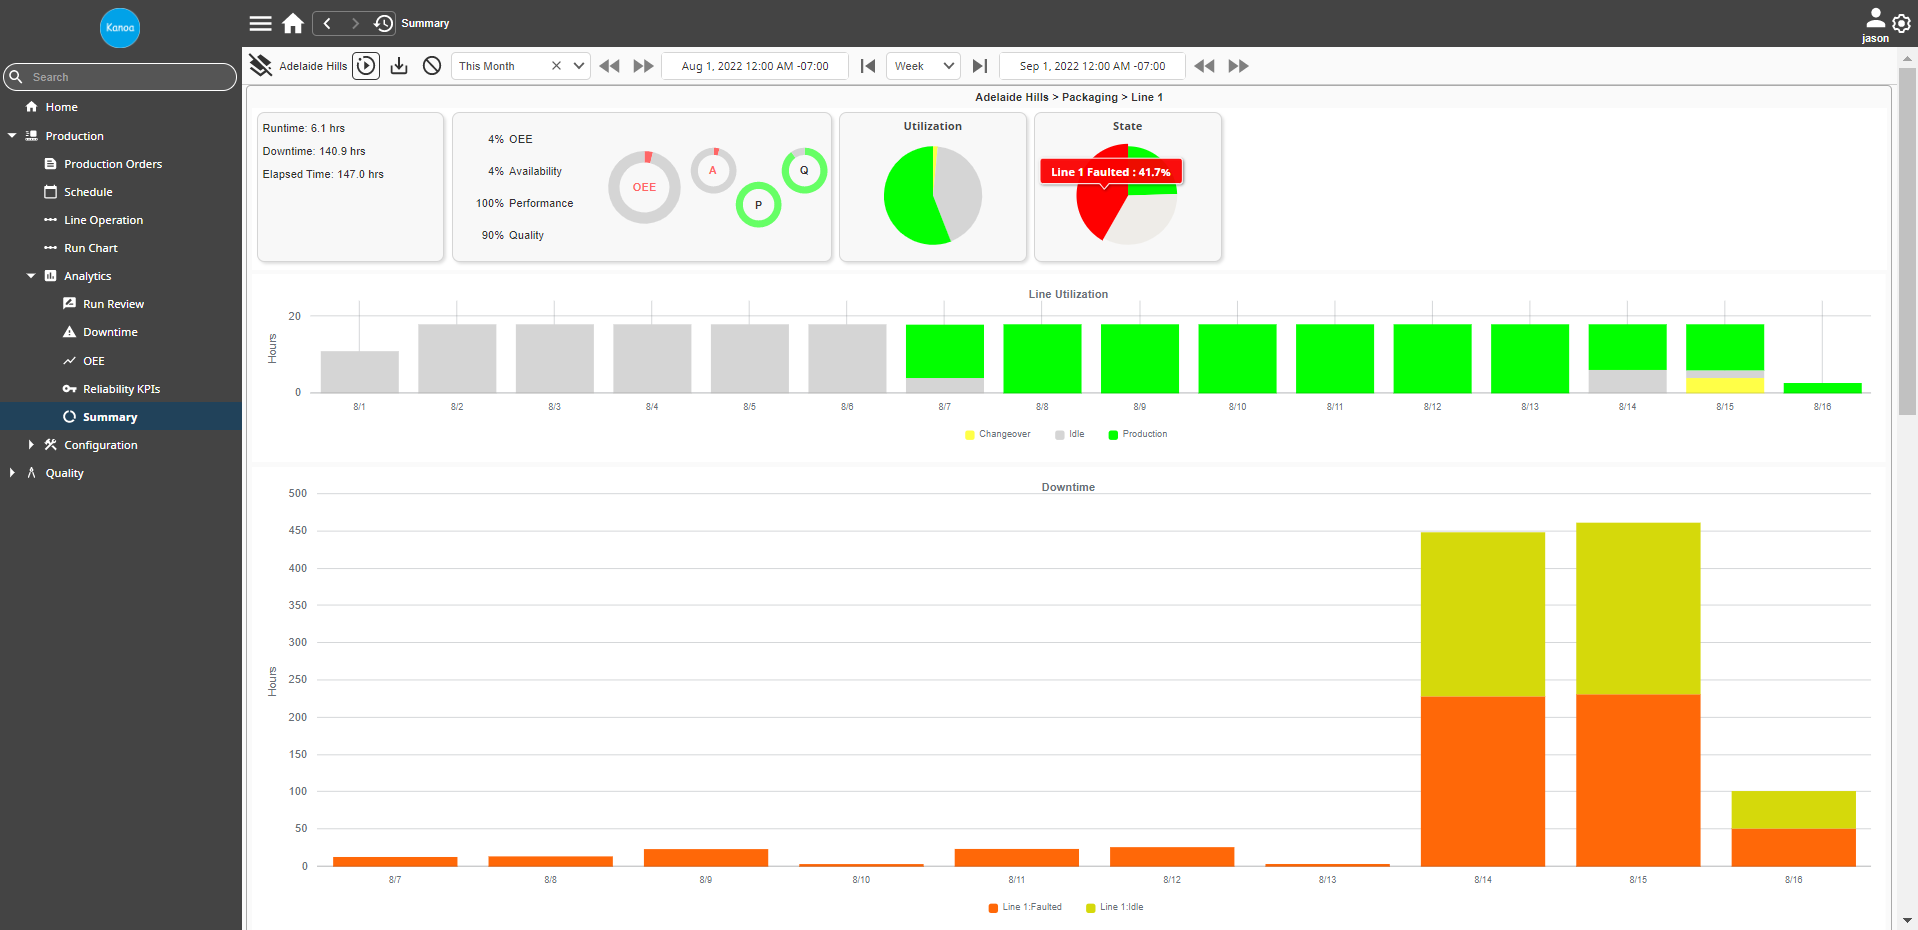 Kanoa
Search
Home
Production
Production Orders
Schedule
Line Operation
Run Chart
Analytics
Run Review
Downtime
OEE
Reliability KPIs
Summary
Configuration
Quality
Summary
jason
Adelaide Hills
This Month
Aug 1, 2022 12:00 AM -07:00
Week
Sep 1, 2022 12:00 AM -07:00
Adelaide Hills > Packaging > Line 1
Runtime: 6.1 hrs
Downtime: 140.9 hrs
Elapsed Time: 147.0 hrs
4% OEE
4% Availability
100% Performance
90% Quality
OEE
A
P
Q
Utilization
State
Line 1 Faulted : 41.7%
Line Utilization
Hours
20
0
8/1 8/2 8/3 8/4 8/5 8/6 8/7 8/8 8/9 8/10 8/11 8/12 8/13 8/14 8/15 8/16
Changeover Idle Production
Downtime
Hours
500
450
400
350
300
250
200
150
100
50
0
8/7 8/8 8/9 8/10 8/11 8/12 8/13 8/14 8/15 8/16
Line 1:Faulted Line 1:Idle